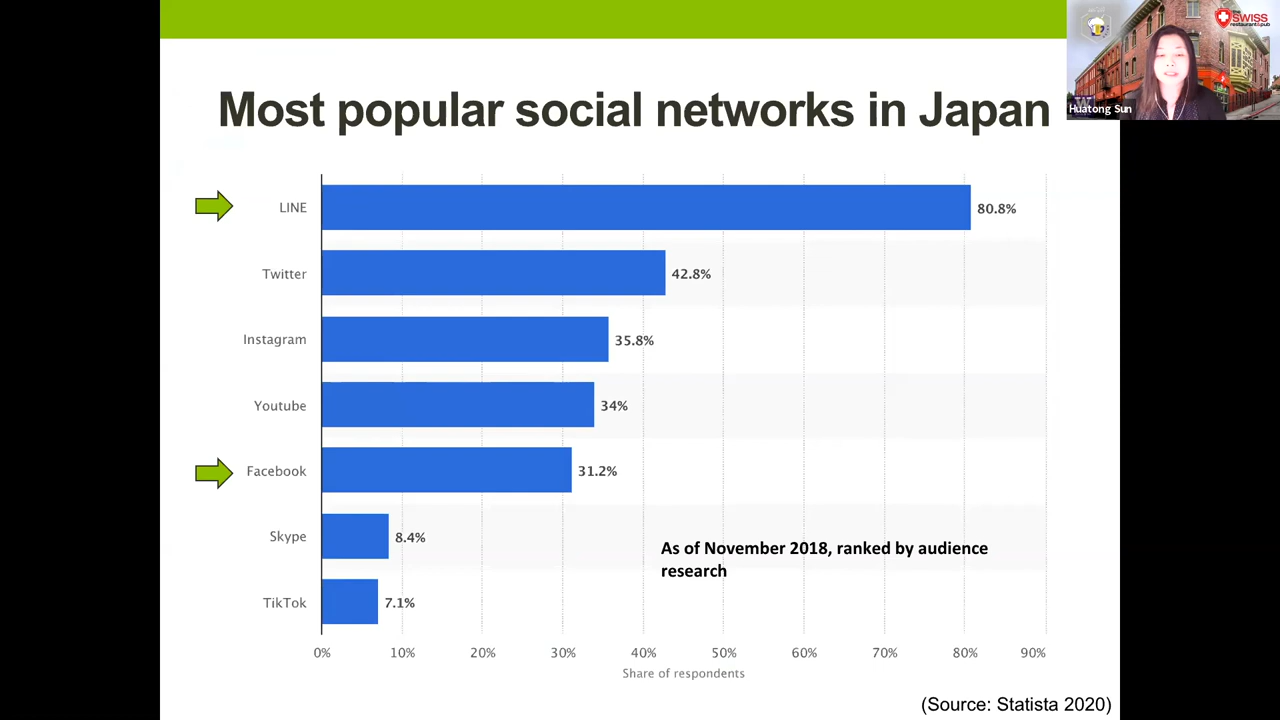 Most popular social networks in Japan
SWISS
restaurant&pub
Huatong Sun
LINE
80.8%
Twitter
42.8%
Instagram
35.8%
Youtube
34%
Facebook
31.2%
Skype
8.4%
TikTok
7.1%
As of November 2018, ranked by audience
research
0% 10% 20% 30% 40% 50% 60% 70% 80% 90%
Share of respondents
(Source: Statista 2020)